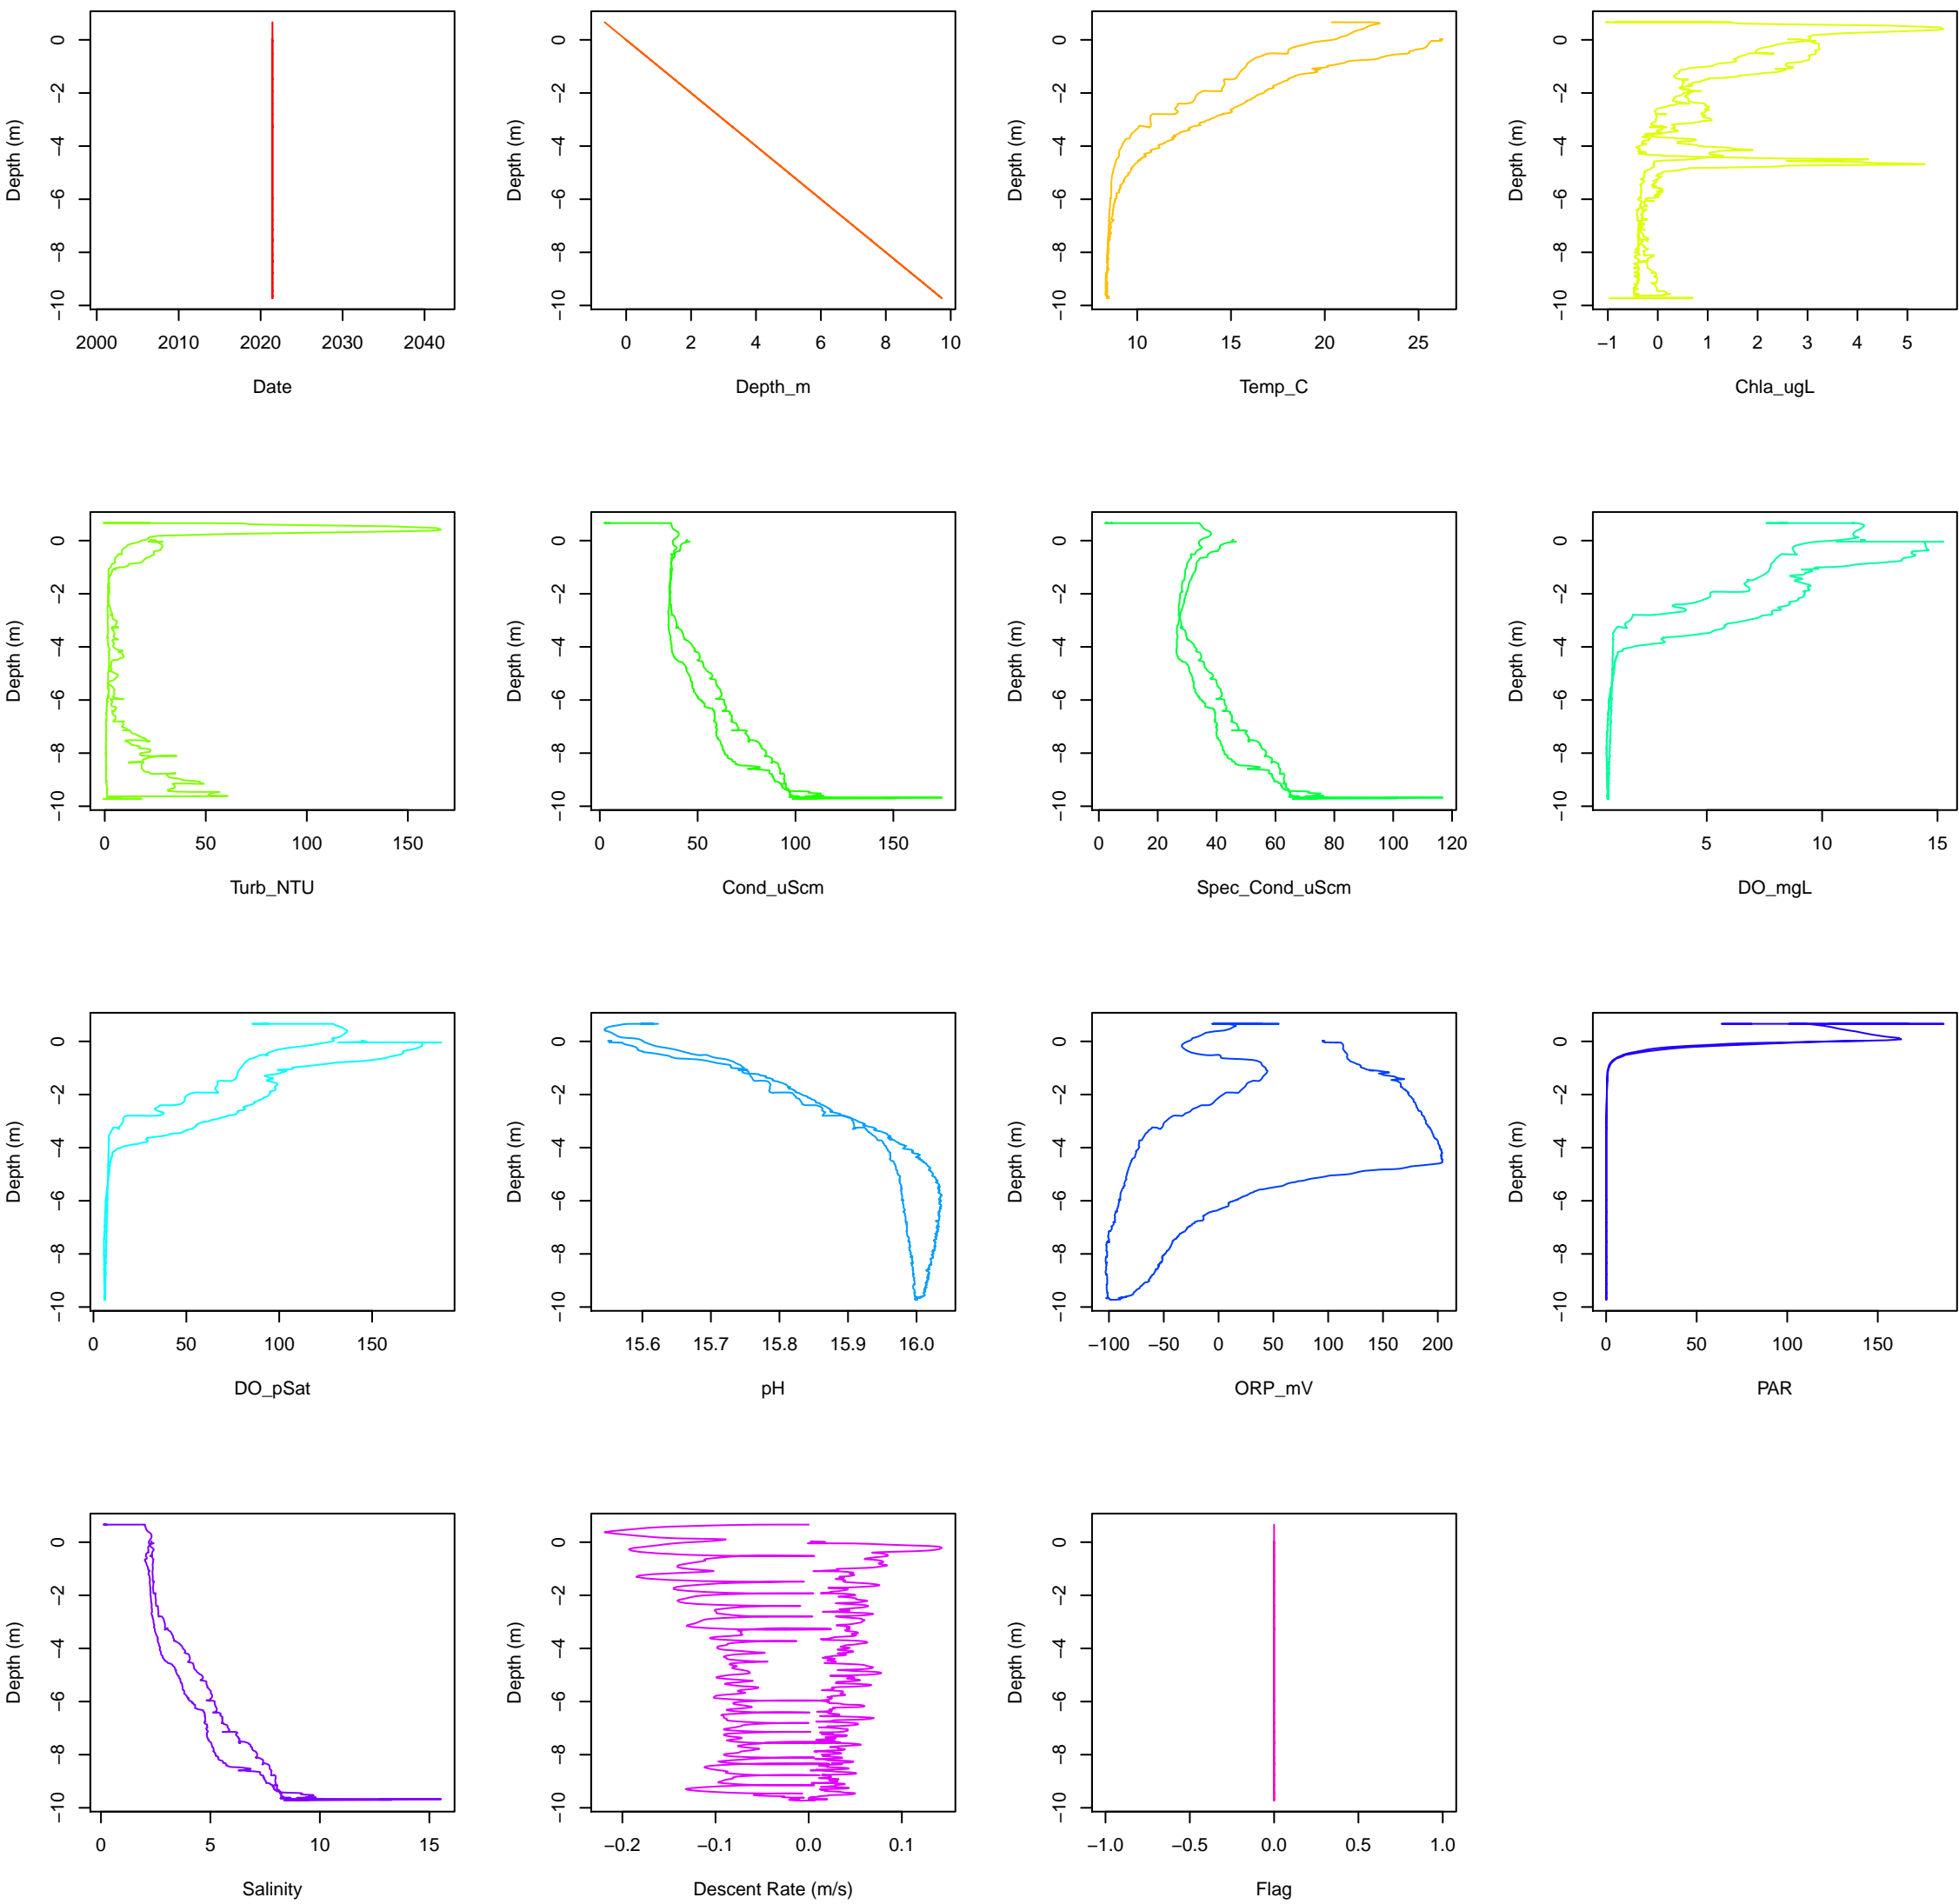 Depth (m)
0
−2
−4
−6
−8
−10
2000 2010 2020 2030 2040
Date
Depth (m)
0
−2
−4
−6
−8
−10
0 2 4 6 8 10
Depth_m
Depth (m)
0
−2
−4
−6
−8
−10
10 15 20 25
Temp_C
Depth (m)
0
−2
−4
−6
−8
−10
−1 0 1 2 3 4 5
Chla_ugL
Depth (m)
0
−2
−4
−6
−8
−10
0 50 100 150
Turb_NTU
Depth (m)
0
−2
−4
−6
−8
−10
0 50 100 150
Cond_uScm
Depth (m)
0
−2
−4
−6
−8
−10
0 20 40 60 80 100 120
Spec_Cond_uScm
Depth (m)
0
−2
−4
−6
−8
−10
5 10 15
DO_mgL
Depth (m)
0
−2
−4
−6
−8
−10
0 50 100 150
DO_pSat
Depth (m)
0
−2
−4
−6
−8
−10
15.6 15.7 15.8 15.9 16.0
pH
Depth (m)
0
−2
−4
−6
−8
−10
−100 −50 0 50 100 150 200
ORP_mV
Depth (m)
0
−2
−4
−6
−8
−10
0 50 100 150
PAR
Depth (m)
0
−2
−4
−6
−8
−10
0 5 10 15
Salinity
Depth (m)
0
−2
−4
−6
−8
−10
−0.2 −0.1 0.0 0.1
Descent Rate (m/s)
Depth (m)
0
−2
−4
−6
−8
−10
−1.0 −0.5 0.0 0.5 1.0
Flag